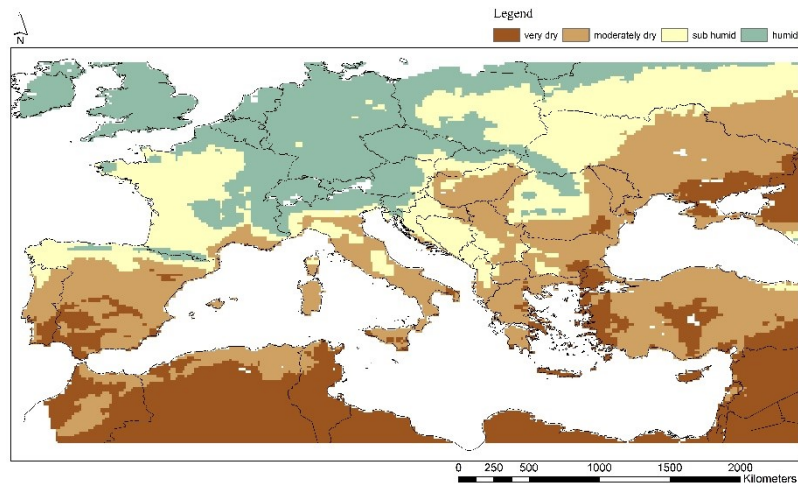 Legend
very dry moderately dry sub humid humid
N
0 250 500 1000 1500 2000
Kilometers